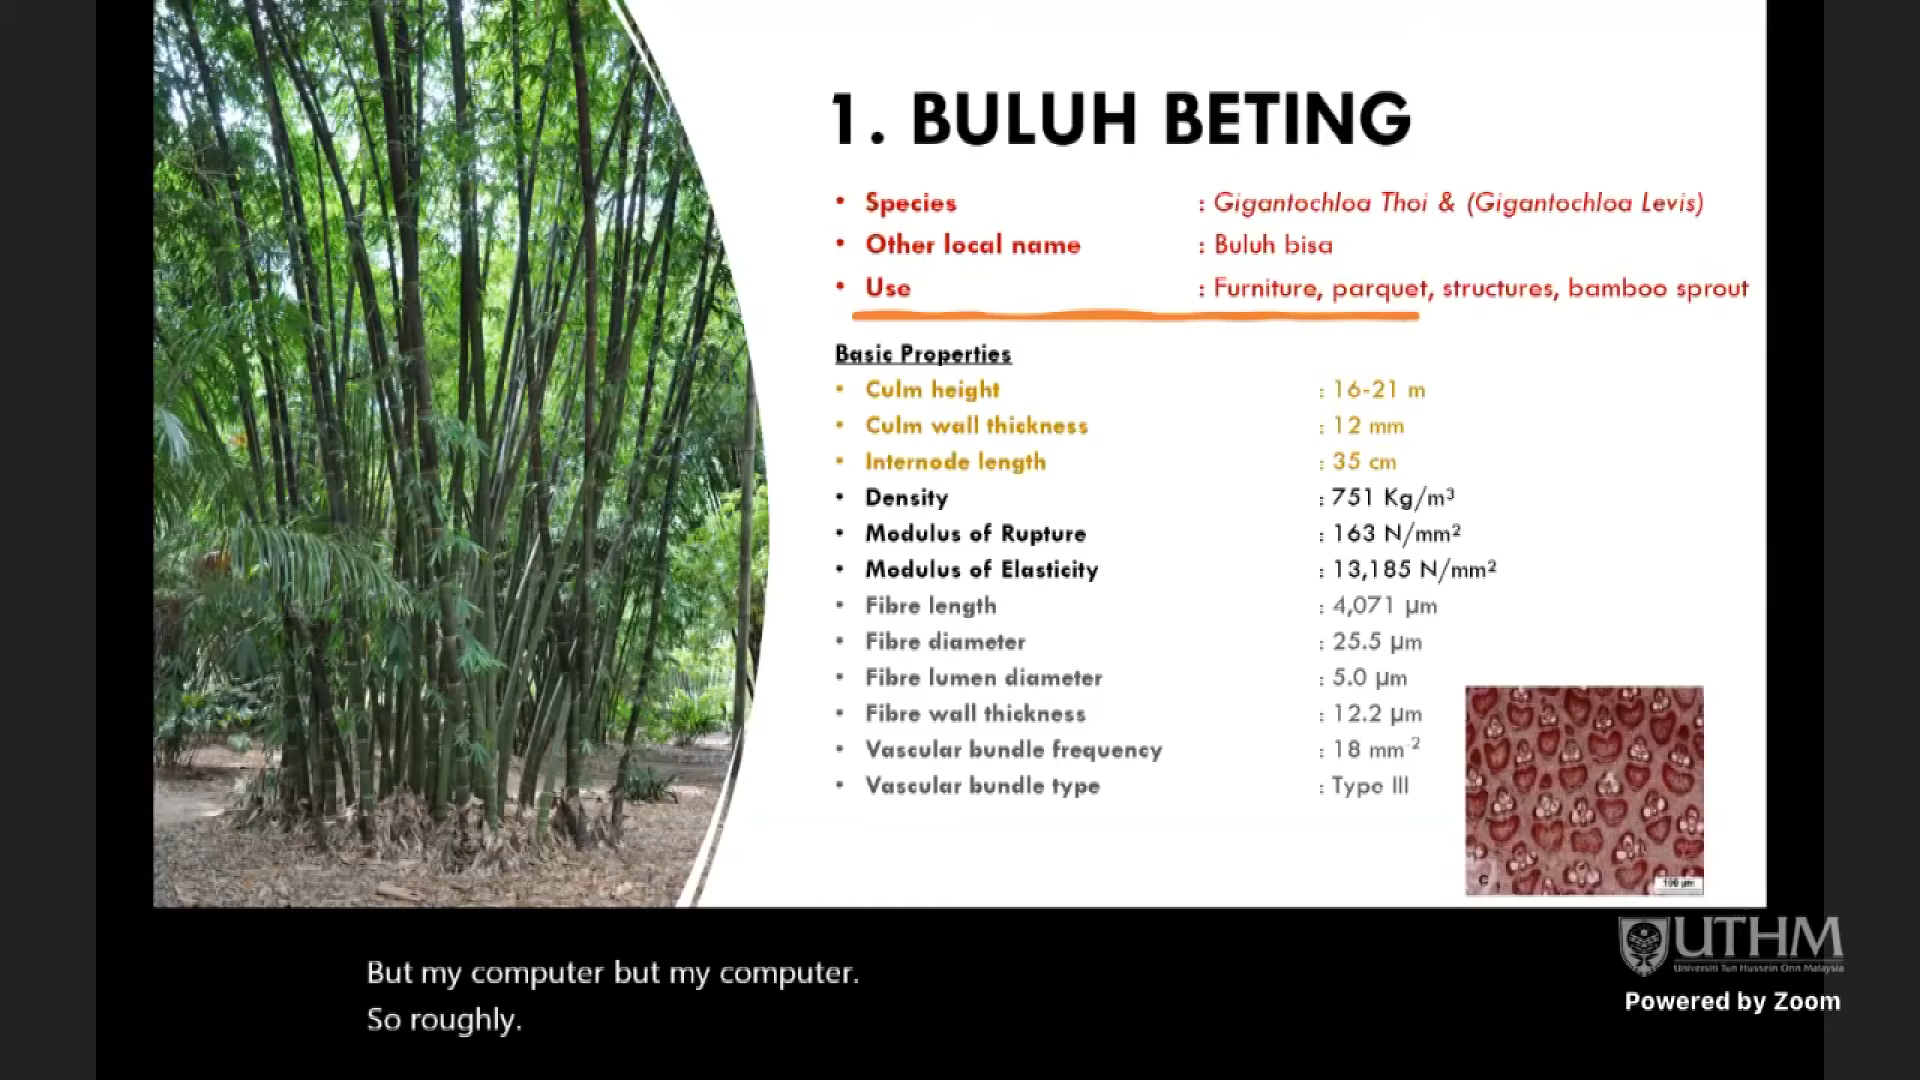 1. BULUH BETING
• Species : Gigantochloa Thoi & (Gigantochloa Levis)
• Other local name : Buluh bisa
• Use : Furniture, parquet, structures, bamboo sprout
Basic Properties
• Culm height : 16-21 m
• Culm wall thickness : 12 mm
• Internode length : 35 cm
• Density : 751 Kg/m³
• Modulus of Rupture : 163 N/mm²
• Modulus of Elasticity : 13,185 N/mm²
• Fibre length : 4,071 µm
• Fibre diameter : 25.5 µm
• Fibre lumen diameter : 5.0 µm
• Fibre wall thickness : 12.2 µm
• Vascular bundle frequency : 18 mm⁻²
• Vascular bundle type : Type III
C
100 µm
UTHM
Universiti Tun Hussein Onn Malaysia
Powered by Zoom
But my computer but my computer.
So roughly.